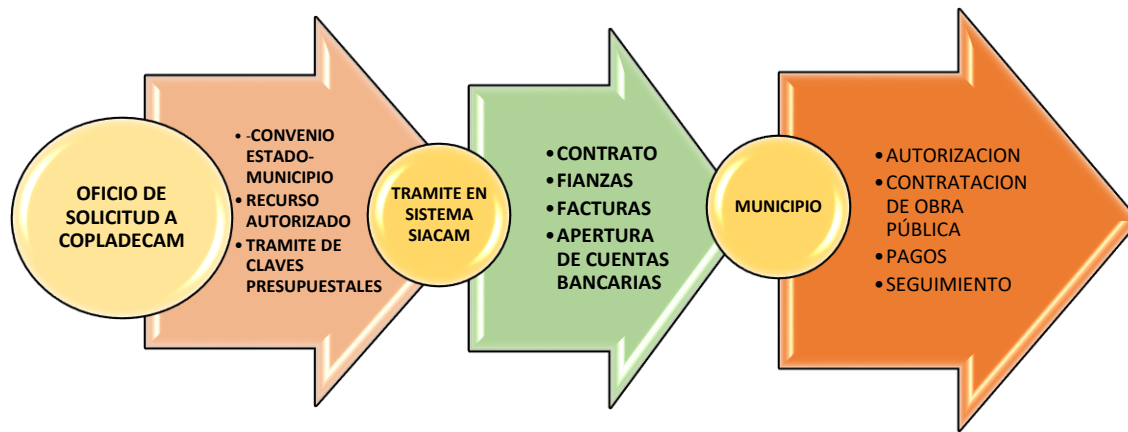 OFICIO DE
SOLICITUD A
COPLADECAM
• -CONVENIO
ESTADO-
MUNICIPIO
• RECURSO
AUTORIZADO
• TRAMITE DE
CLAVES
PRESUPUESTALES
TRAMITE EN
SISTEMA
SIACAM
• CONTRATO
• FIANZAS
• FACTURAS
• APERTURA
DE CUENTAS
BANCARIAS
MUNICIPIO
• AUTORIZACION
• CONTRATACION
DE OBRA
PÚBLICA
• PAGOS
• SEGUIMIENTO